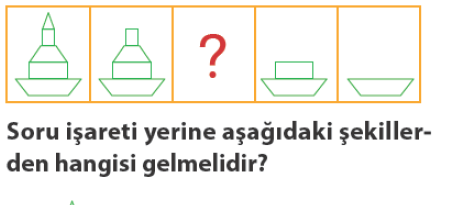 ?
Soru işareti yerine aşağıdaki şekiller-
den hangisi gelmelidir?